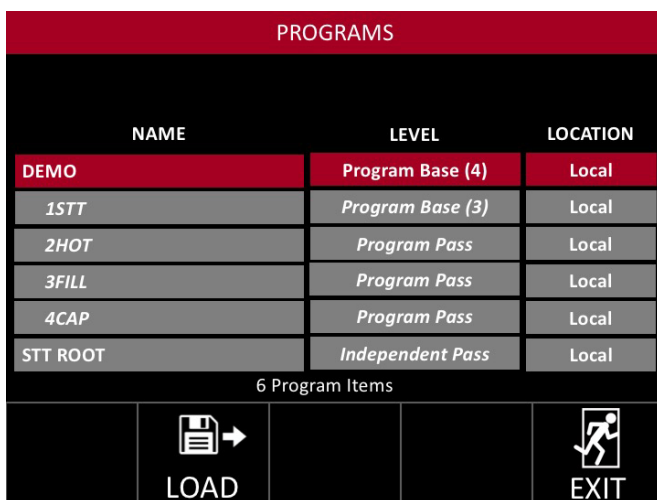 PROGRAMS
NAME LEVEL LOCATION
DEMO Program Base (4) Local
1STT Program Base (3) Local
2HOT Program Pass Local
3FILL Program Pass Local
4CAP Program Pass Local
STT ROOT Independent Pass Local
6 Program Items
LOAD EXIT